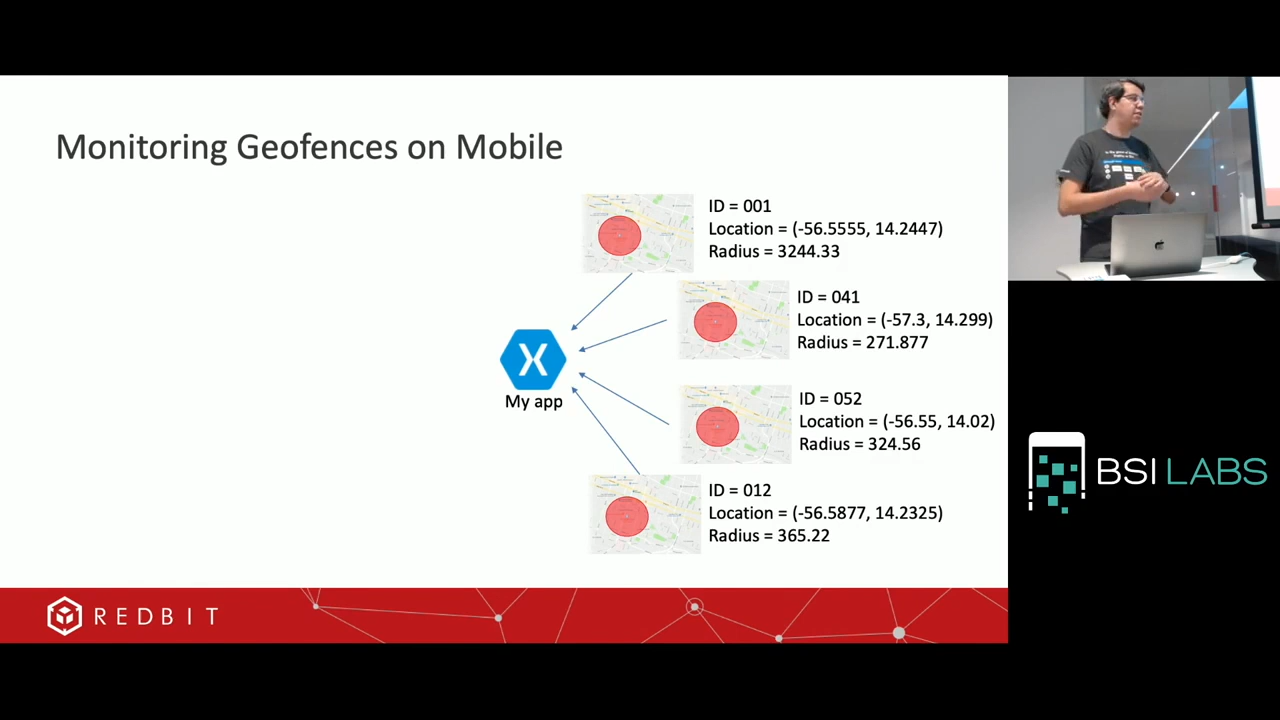 Monitoring Geofences on Mobile
ID = 001
Location = (-56.5555, 14.2447)
Radius = 3244.33
ID = 041
Location = (-57.3, 14.299)
Radius = 271.877
X
My app
ID = 052
Location = (-56.55, 14.02)
Radius = 324.56
ID = 012
Location = (-56.5877, 14.2325)
Radius = 365.22
REDBIT
BSI LABS